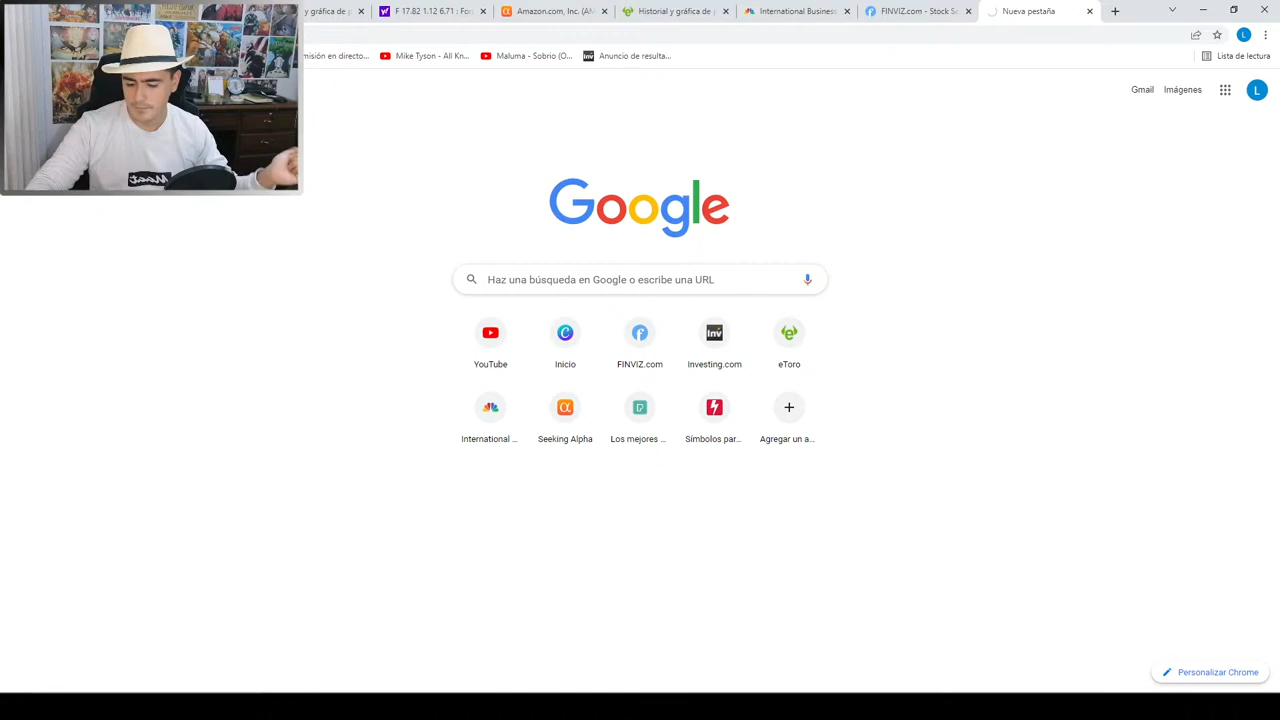 y gráfica de p
F 17.82 1.12 6.71 : For
Amazon.com, Inc. (AM
Historial y gráfica de p
International Business
FINVIZ.com - Stock Sc
Nueva pestaña
misión en directo...
Mike Tyson - All Kn...
Maluma - Sobrio (O...
Inv
Anuncio de resulta...
Lista de lectura
L
Gmail
Imágenes
L
Google
Haz una búsqueda en Google o escribe una URL
Inv
YouTube
Inicio
FINVIZ.com
Investing.com
eToro
International ...
Seeking Alpha
Los mejores ...
Símbolos par...
Agregar un a...
Personalizar Chrome